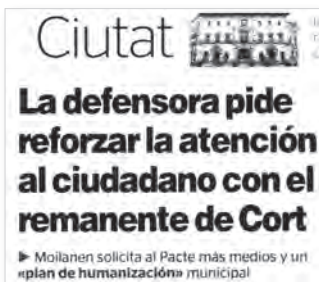 Ciutat
La defensora pide
reforzar la atención
al ciudadano con el
remanente de Cort
▶ Moilanen solicita al Pacte más medios y un
«plan de humanización» municipal